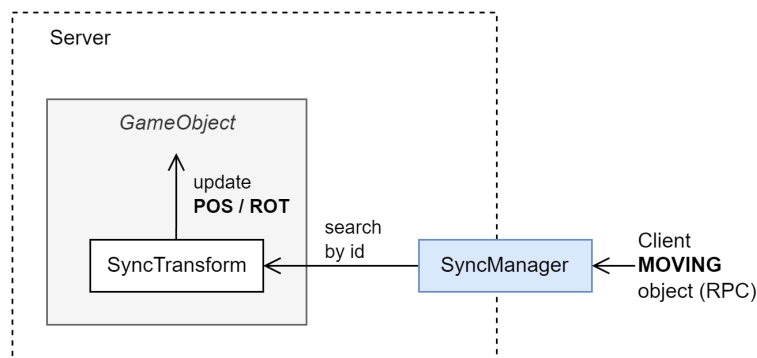 Server
GameObject
update
POS / ROT
search
by id
SyncTransform
SyncManager
Client
MOVING
object (RPC)